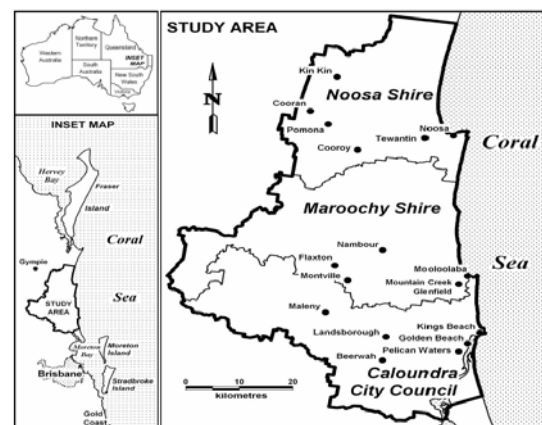 Western
Australia
Northern
Territory
Queensland
South
Australia
New South
Wales
INSET
MAP
INSET MAP
Hervey
Bay
Fraser
Island
Coral
Gympie
Sea
STUDY
AREA
Moreton
Bay
Moreton
Island
Brisbane
Stradbroke
Island
Gold
Coast
STUDY AREA
N
Kin Kin
Noosa Shire
Cooran
Pomona
Noosa
Tewantin
Cooroy
Coral
Maroochy Shire
Nambour
Flaxton
Montville
Mooloolaba
Sea
Mountain Creek
Glenfield
Maleny
Kings Beach
Landsborough
Golden Beach
Pelican Waters
Beerwah
Caloundra
City Council
0 10 20
kilometres